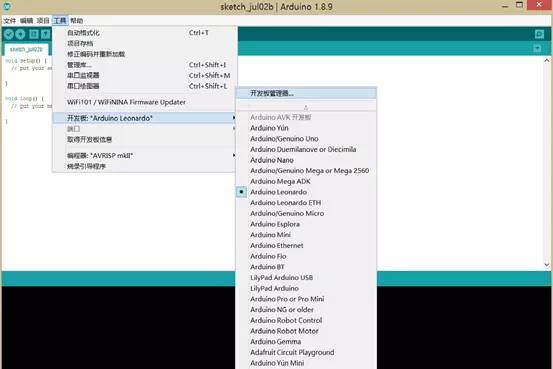 sketch_jul02b | Arduino 1.8.9
文件 编辑 项目 工具 帮助
sketch_jul02b
void setup() {
// put your se
}
void loop() {
// put your ma
}
自动格式化 Ctrl+T
项目存档
修正编码并重新加载
管理库... Ctrl+Shift+I
串口监视器 Ctrl+Shift+M
串口绘图器 Ctrl+Shift+L
WiFi101 / WiFiNINA Firmware Updater
开发板: "Arduino Leonardo"
端口
取得开发板信息
编程器: "AVRISP mkII"
烧录引导程序
开发板管理器...
Arduino AVR 开发板
Arduino Yún
Arduino/Genuino Uno
Arduino Duemilanove or Diecimila
Arduino Nano
Arduino/Genuino Mega or Mega 2560
Arduino Mega ADK
Arduino Leonardo
Arduino Leonardo ETH
Arduino/Genuino Micro
Arduino Esplora
Arduino Mini
Arduino Ethernet
Arduino Fio
Arduino BT
LilyPad Arduino USB
LilyPad Arduino
Arduino Pro or Pro Mini
Arduino NG or older
Arduino Robot Control
Arduino Robot Motor
Arduino Gemma
Adafruit Circuit Playground
Arduino Yún Mini